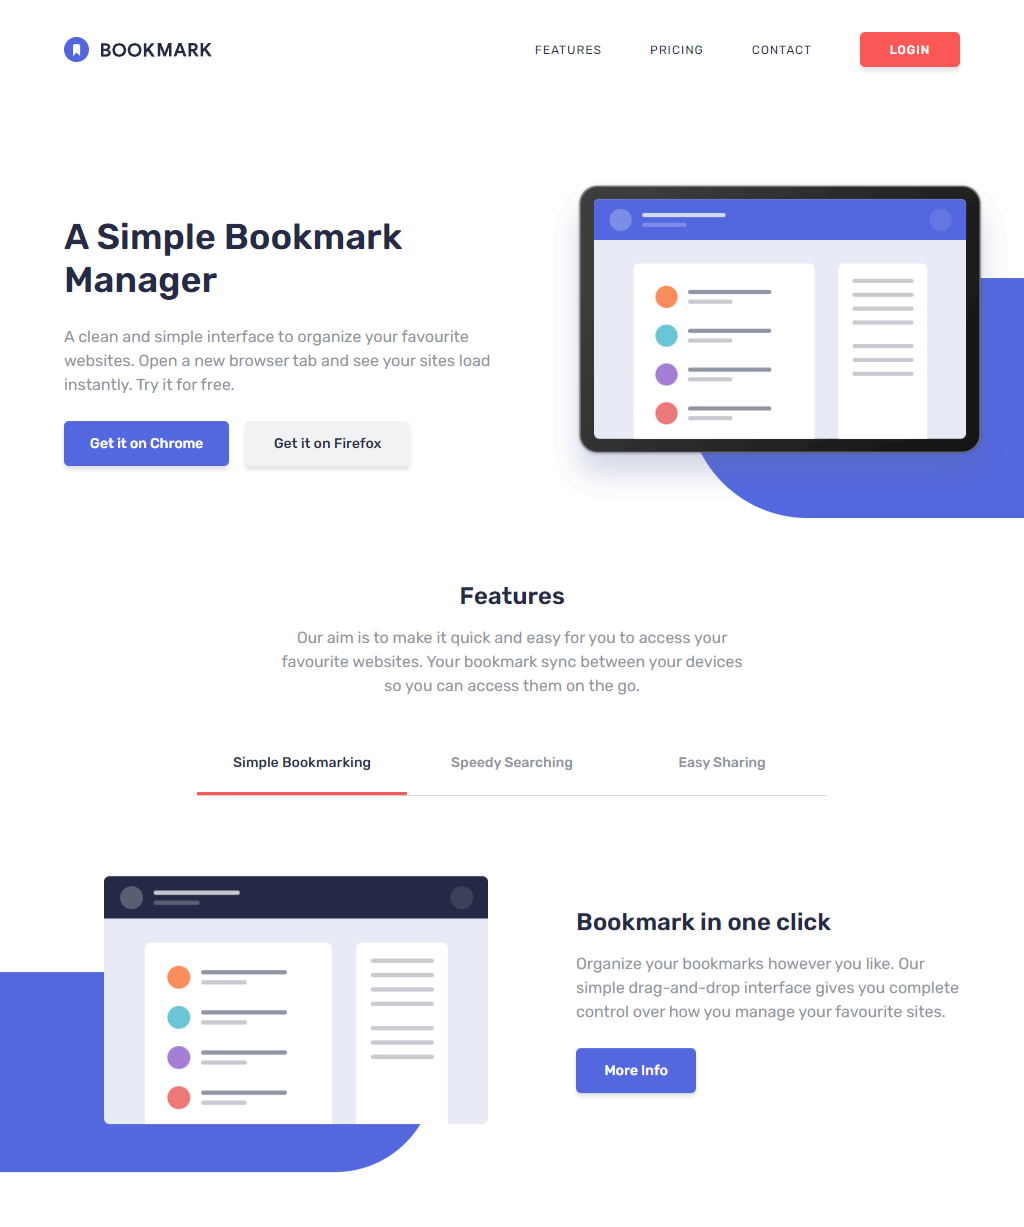 BOOKMARK
FEATURES
PRICING
CONTACT
LOGIN
A Simple Bookmark
Manager
A clean and simple interface to organize your favourite
websites. Open a new browser tab and see your sites load
instantly. Try it for free.
Get it on Chrome
Get it on Firefox
Features
Our aim is to make it quick and easy for you to access your
favourite websites. Your bookmark sync between your devices
so you can access them on the go.
Simple Bookmarking
Speedy Searching
Easy Sharing
Bookmark in one click
Organize your bookmarks however you like. Our
simple drag-and-drop interface gives you complete
control over how you manage your favourite sites.
More Info